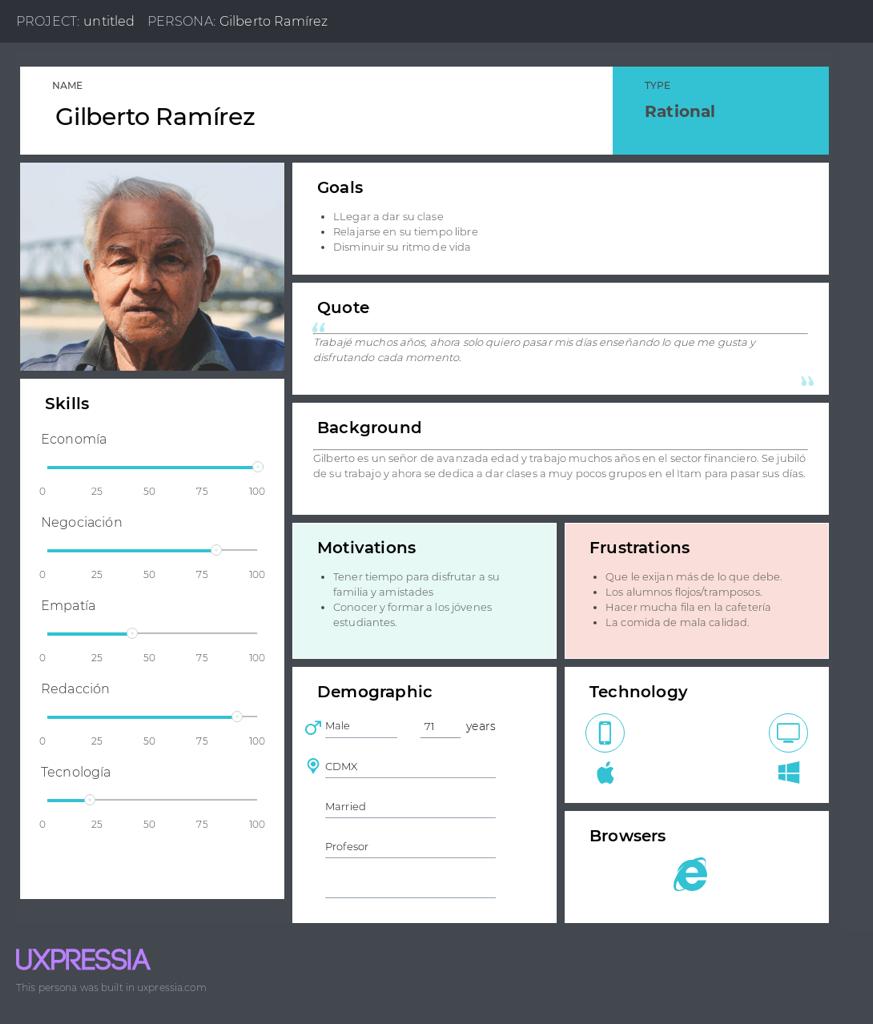 PROJECT: untitled PERSONA: Gilberto Ramírez
NAME
Gilberto Ramírez
TYPE
Rational
Goals
LLegar a dar su clase
Relajarse en su tiempo libre
Disminuir su ritmo de vida
Quote
“
Trabajé muchos años, ahora solo quiero pasar mis días enseñando lo que me gusta y
disfrutando cada momento.
”
Skills
Economía
0 25 50 75 100
Negociación
0 25 50 75 100
Empatía
0 25 50 75 100
Redacción
0 25 50 75 100
Tecnología
0 25 50 75 100
Background
Gilberto es un señor de avanzada edad y trabajo muchos años en el sector financiero. Se jubiló
de su trabajo y ahora se dedica a dar clases a muy pocos grupos en el Itam para pasar sus días.
Motivations
Tener tiempo para disfrutar a su
familia y amistades
Conocer y formar a los jóvenes
estudiantes.
Frustrations
Que le exijan más de lo que debe.
Los alumnos flojos/tramposos.
Hacer mucha fila en la cafetería
La comida de mala calidad.
Demographic
Male 71 years
CDMX
Married
Profesor
Technology
Browsers
UXPRESSIA
This persona was built in uxpressia.com